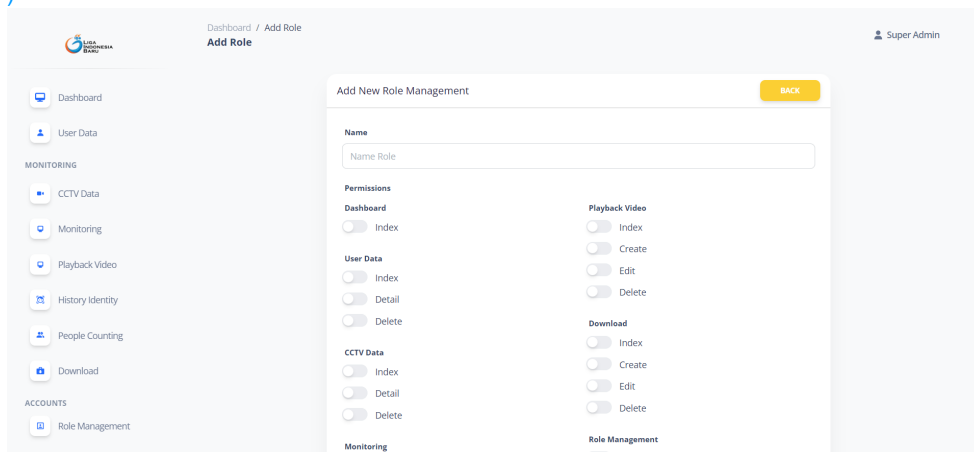 Liga
Indonesia
Baru
Dashboard / Add Role
Add Role
Super Admin
Dashboard
User Data
MONITORING
CCTV Data
Monitoring
Playback Video
History Identity
People Counting
Download
ACCOUNTS
Role Management
Add New Role Management
BACK
Name
Name Role
Permissions
Dashboard
Index
User Data
Index
Detail
Delete
CCTV Data
Index
Detail
Delete
Monitoring
Playback Video
Index
Create
Edit
Delete
Download
Index
Create
Edit
Delete
Role Management